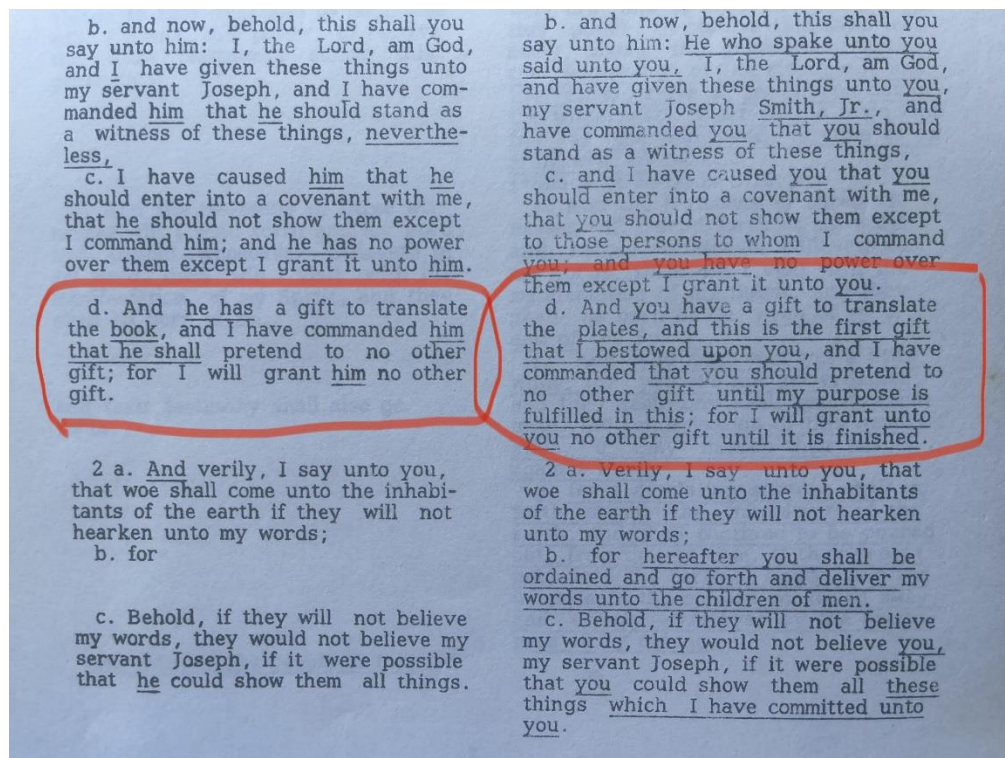 b. and now, behold, this shall you
say unto him: I, the Lord, am God,
and I have given these things unto
my servant Joseph, and I have com-
manded him that he should stand as
a witness of these things, neverthe-
less,
c. I have caused him that he
should enter into a covenant with me,
that he should not show them except
I command him; and he has no power
over them except I grant it unto him.
d. And he has a gift to translate
the book, and I have commanded him
that he shall pretend to no other
gift; for I will grant him no other
gift.
2 a. And verily, I say unto you,
that woe shall come unto the inhabi-
tants of the earth if they will not
hearken unto my words;
b. for
c. Behold, if they will not believe
my words, they would not believe my
servant Joseph, if it were possible
that he could show them all things.
b. and now, behold, this shall you
say unto him: He who spake unto you
said unto you, I, the Lord, am God,
and have given these things unto you,
my servant Joseph Smith, Jr., and
have commanded you that you should
stand as a witness of these things,
c. and I have caused you that you
should enter into a covenant with me,
that you should not show them except
to those persons to whom I command
you; and you have no power over
them except I grant it unto you.
d. And you have a gift to translate
the plates, and this is the first gift
that I bestowed upon you, and I have
commanded that you should pretend to
no other gift until my purpose is
fulfilled in this; for I will grant unto
you no other gift until it is finished.
2 a. Verily, I say unto you, that
woe shall come unto the inhabitants
of the earth if they will not hearken
unto my words;
b. for hereafter you shall be
ordained and go forth and deliver my
words unto the children of men.
c. Behold, if they will not believe
my words, they would not believe you,
my servant Joseph, if it were possible
that you could show them all these
things which I have committed unto
you.